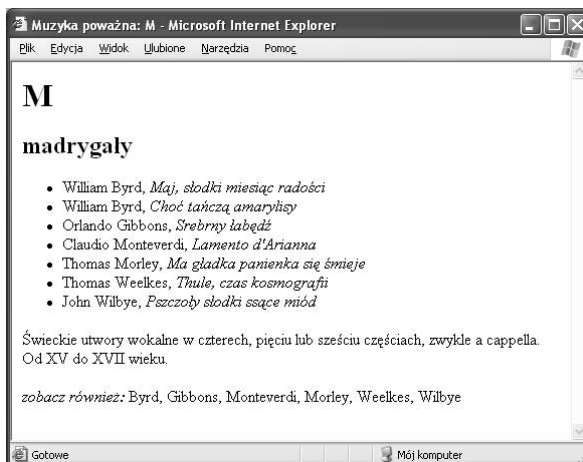 Muzyka poważna: M - Microsoft Internet Explorer
Plik Edycja Widok Ulubione Narzędzia Pomoc
M
madrygały
William Byrd, Maj, słodki miesiąc radości
William Byrd, Choć tańczą amarylisy
Orlando Gibbons, Srebrny łabędź
Claudio Monteverdi, Lamento d'Arianna
Thomas Morley, Ma gładka panienka się śmieje
Thomas Weelkes, Thule, czas kosmografii
John Wilbye, Pszczoły słodki ssące miód
Świeckie utwory wokalne w czterech, pięciu lub sześciu częściach, zwykle a cappella.
Od XV do XVII wieku.
zobacz również: Byrd, Gibbons, Monteverdi, Morley, Weelkes, Wilbye
Gotowe Mój komputer